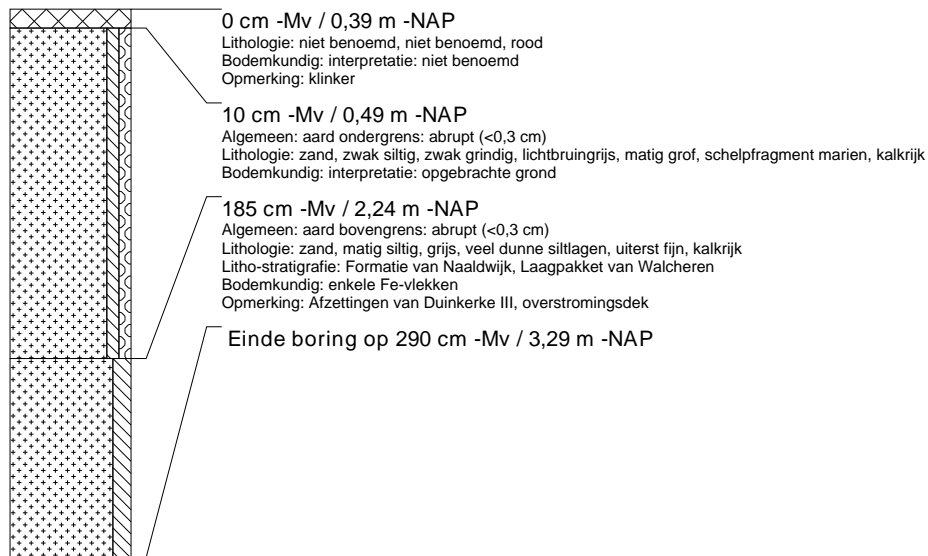 0 cm -Mv / 0,39 m -NAP
Lithologie: niet benoemd, niet benoemd, rood
Bodemkundig: interpretatie: niet benoemd
Opmerking: klinker
10 cm -Mv / 0,49 m -NAP
Algemeen: aard ondergrens: abrupt (<0,3 cm)
Lithologie: zand, zwak siltig, zwak grindig, lichtbruingrijs, matig grof, schelpfragment marien, kalkrijk
Bodemkundig: interpretatie: opgebrachte grond
185 cm -Mv / 2,24 m -NAP
Algemeen: aard bovengrens: abrupt (<0,3 cm)
Lithologie: zand, matig siltig, grijs, veel dunne siltlagen, uiterst fijn, kalkrijk
Litho-stratigrafie: Formatie van Naaldwijk, Laagpakket van Walcheren
Bodemkundig: enkele Fe-vlekken
Opmerking: Afzettingen van Duinkerke III, overstromingsdek
Einde boring op 290 cm -Mv / 3,29 m -NAP